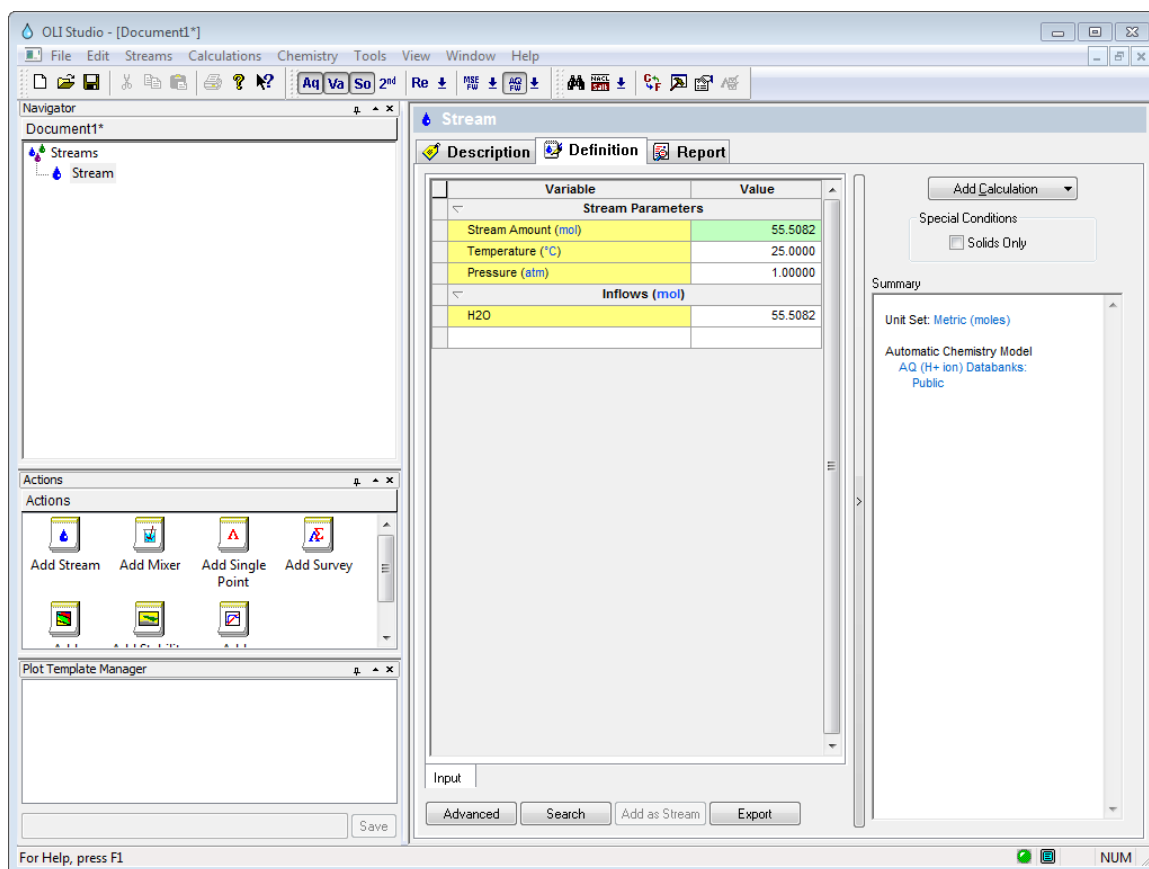 OLI Studio - [Document1*]
File Edit Streams Calculations Chemistry Tools View Window Help
Aq Va So 2nd Re MSE FW AQ FW
Navigator
Document1*
Streams
Stream
Actions
Actions
Add Stream Add Mixer Add Single Point Add Survey
Plot Template Manager
Save
Stream
Description Definition Report
Variable Value
Stream Parameters
Stream Amount (mol) 55.5082
Temperature (°C) 25.0000
Pressure (atm) 1.00000
Inflows (mol)
H2O 55.5082
Input
Advanced Search Add as Stream Export
Add Calculation
Special Conditions
Solids Only
Summary
Unit Set: Metric (moles)
Automatic Chemistry Model
AQ (H+ ion) Databanks:
Public
For Help, press F1
NUM